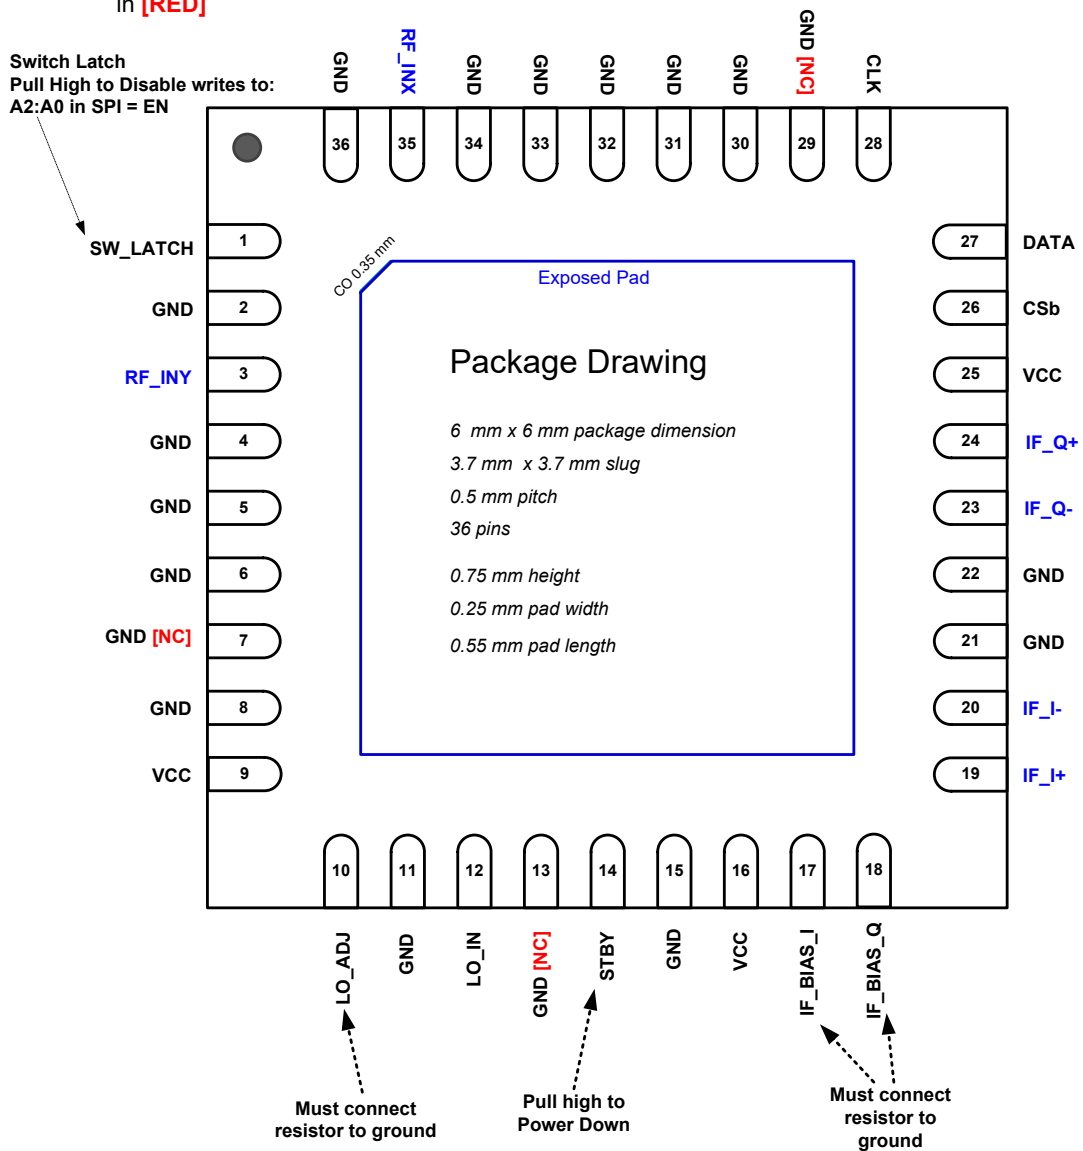 in [RED]
Switch Latch
Pull High to Disable writes to:
A2:A0 in SPI = EN
GND
RF_INX
GND
GND
GND
GND
GND
GND [NC]
CLK
36
35
34
33
32
31
30
29
28
SW_LATCH
1
GND
2
RF_INY
3
GND
4
GND
5
GND
6
GND [NC]
7
GND
8
VCC
9
CO 0.35 mm
Exposed Pad
Package Drawing
6 mm x 6 mm package dimension
3.7 mm x 3.7 mm slug
0.5 mm pitch
36 pins
0.75 mm height
0.25 mm pad width
0.55 mm pad length
27
DATA
26
CSb
25
VCC
24
IF_Q+
23
IF_Q-
22
GND
21
GND
20
IF_I-
19
IF_I+
10
11
12
13
14
15
16
17
18
LO_ADJ
GND
LO_IN
GND [NC]
STBY
GND
VCC
IF_BIAS_I
IF_BIAS_Q
Must connect
resistor to ground
Pull high to
Power Down
Must connect
resistor to
ground